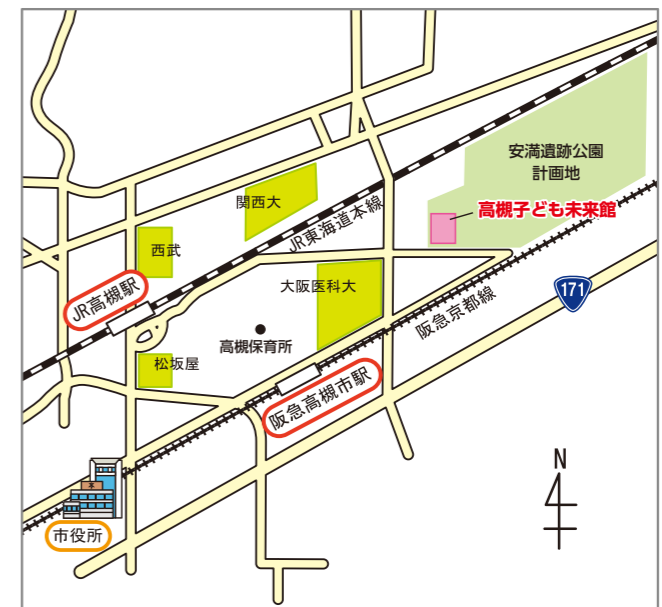 安満遺跡公園
計画地
高槻子ども未来館
関西大
JR東海道本線
西武
大阪医科大
171
JR高槻駅
阪急京都線
高槻保育所
松坂屋
阪急高槻市駅
N
市役所